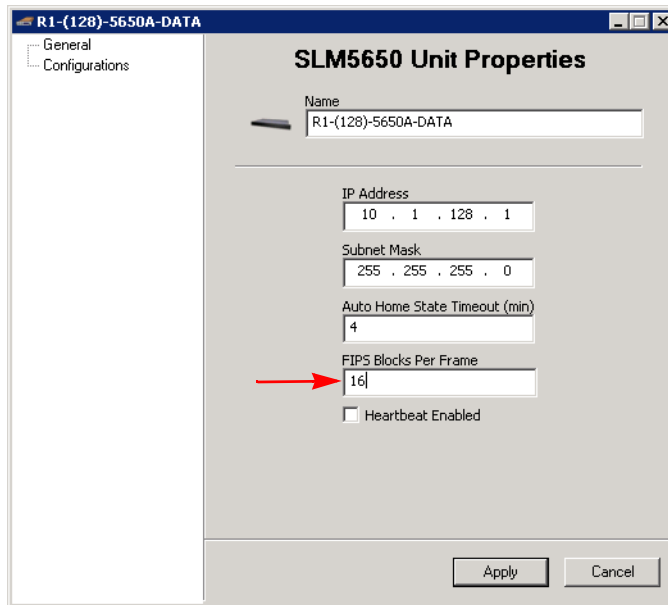 R1-(128)-5650A-DATA
General
Configurations
SLM5650 Unit Properties
Name
R1-(128)-5650A-DATA
IP Address
10 . 1 . 128 . 1
Subnet Mask
255 . 255 . 255 . 0
Auto Home State Timeout (min)
4
FIPS Blocks Per Frame
16
Heartbeat Enabled
Apply Cancel